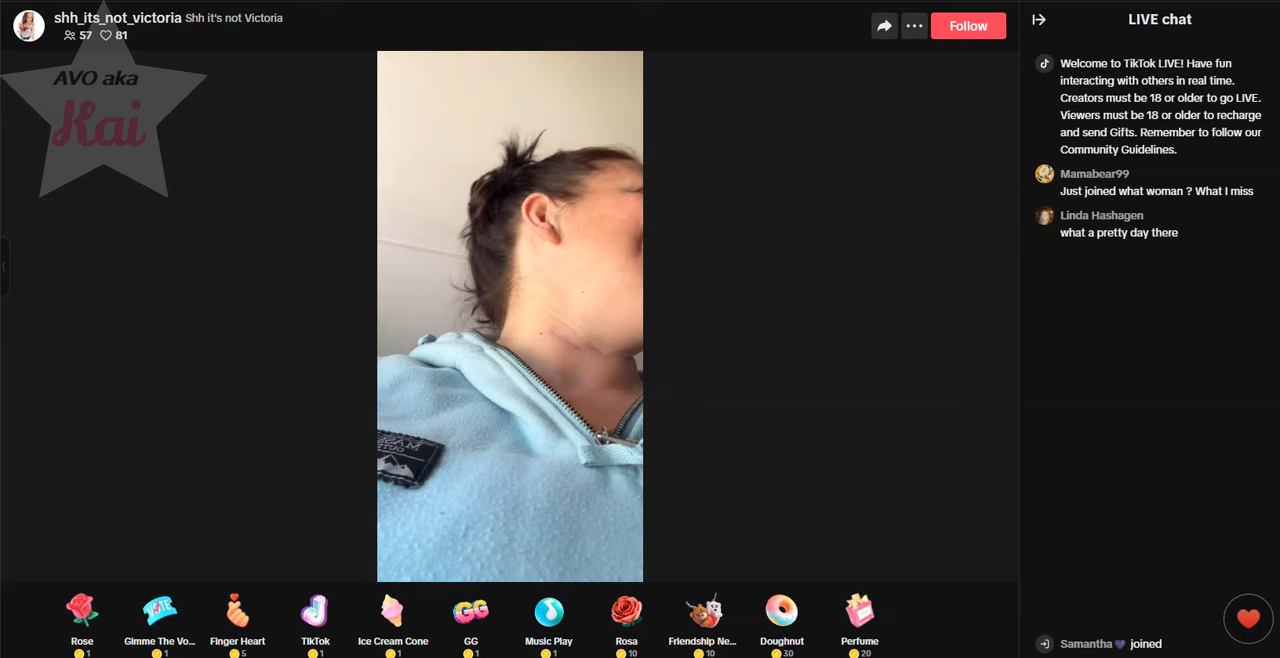 shh_its_not_victoria Shh it's not Victoria
57 81
Follow
LIVE chat
AVO aka
Kai
Welcome to TikTok LIVE! Have fun
interacting with others in real time.
Creators must be 18 or older to go LIVE.
Viewers must be 18 or older to recharge
and send Gifts. Remember to follow our
Community Guidelines.
Mamabear99
Just joined what woman ? What I miss
Linda Hashagen
what a pretty day there
Rose
Gimme The Vo...
Finger Heart
TikTok
Ice Cream Cone
GG
Music Play
Rosa
Friendship Ne...
Doughnut
Perfume
1
1
5
1
1
1
1
10
10
30
20
Samantha💜 joined